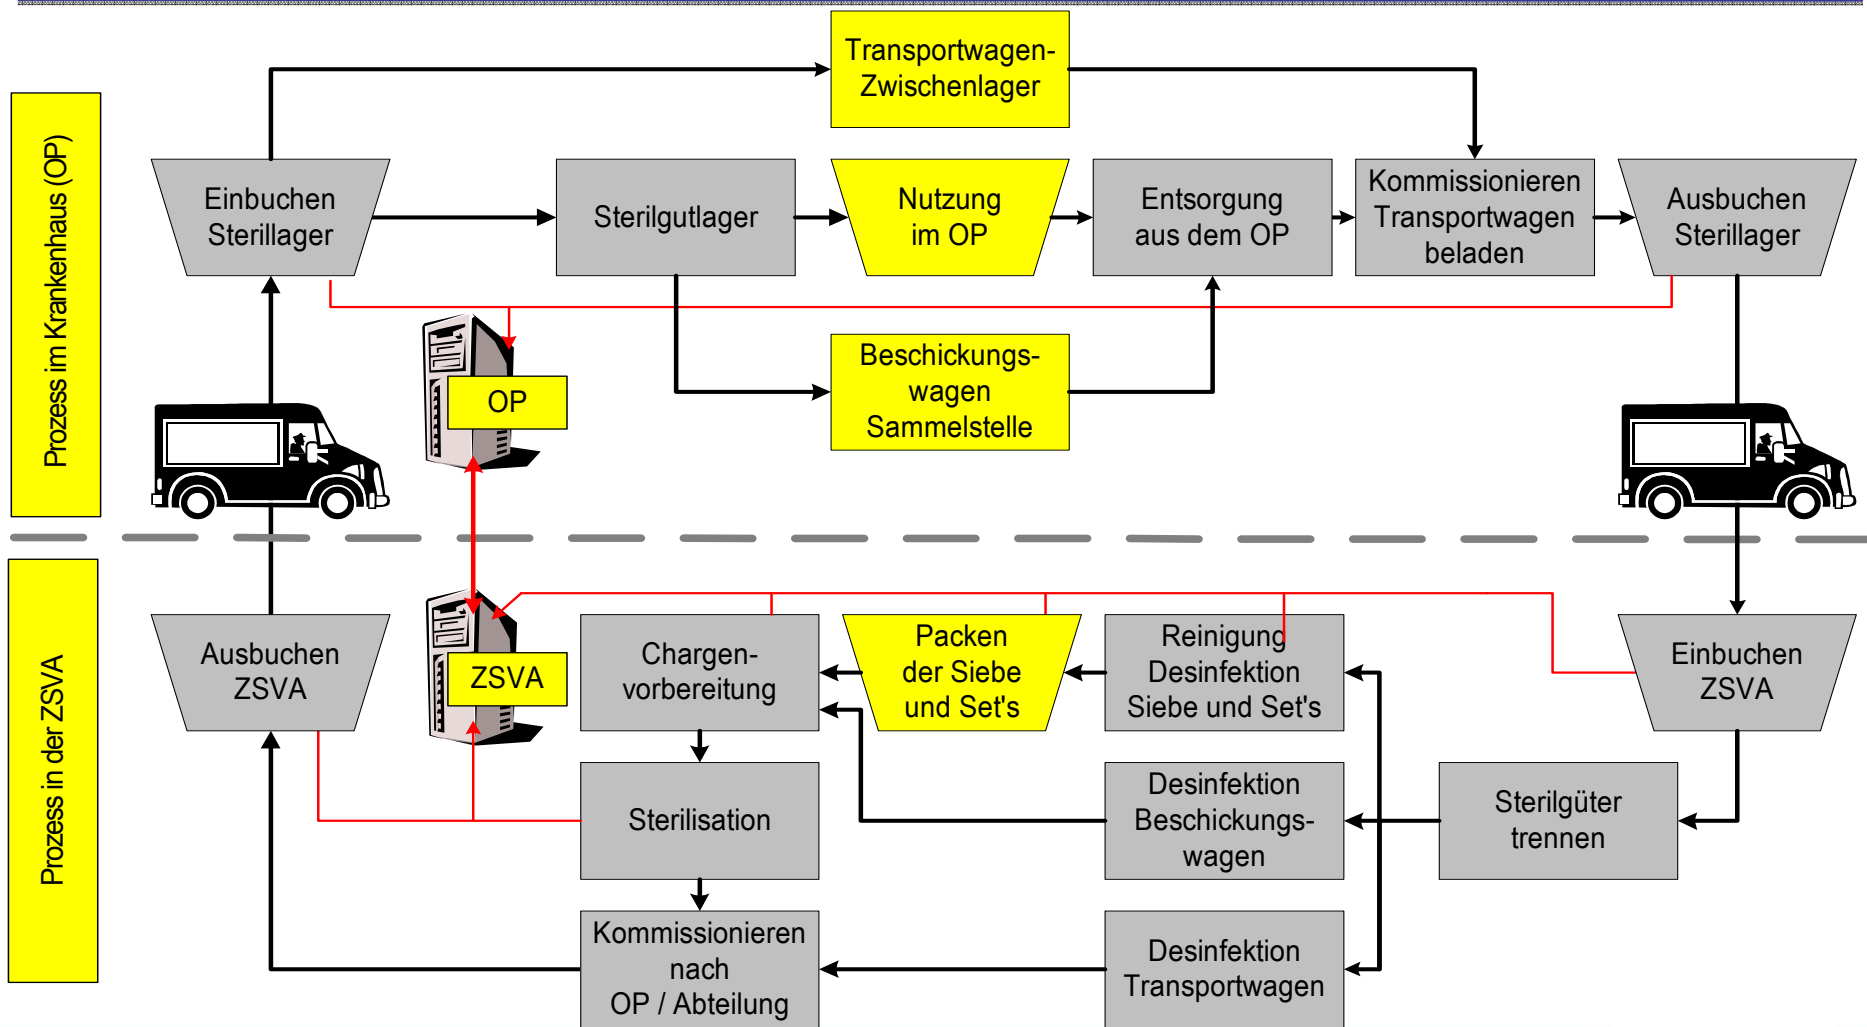 Transportwagen-
Zwischenlager
Prozess im Krankenhaus (OP)
Einbuchen
Sterillager
Sterilgutlager
Nutzung
im OP
Entsorgung
aus dem OP
Kommissionieren
Transportwagen
beladen
Ausbuchen
Sterillager
OP
Beschickungs-
wagen
Sammelstelle
Prozess in der ZSVA
Ausbuchen
ZSVA
ZSVA
Chargen-
vorbereitung
Packen
der Siebe
und Set's
Reinigung
Desinfektion
Siebe und Set's
Einbuchen
ZSVA
Sterilisation
Desinfektion
Beschickungs-
wagen
Sterilgüter
trennen
Kommissionieren
nach
OP / Abteilung
Desinfektion
Transportwagen